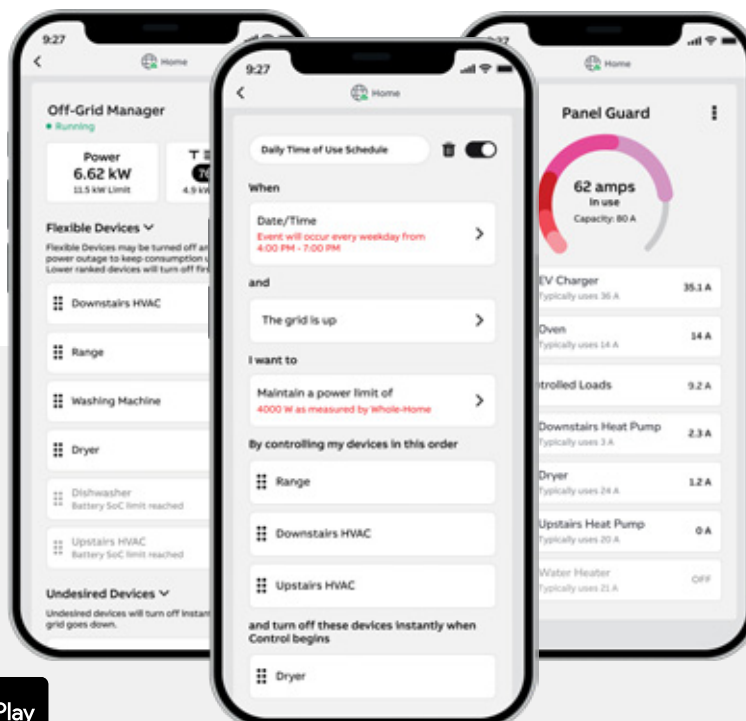 9:27
Home
Off-Grid Manager
Running
Power
6.62 kW
11.5 kW Limit
4.9 kW
Flexible Devices
Flexible Devices may be turned off
power outage to keep consumption
Lower ranked devices will turn off
Downstairs HVAC
Range
Washing Machine
Dryer
Dishwasher
Battery SoC limit reached
Upstairs HVAC
Battery SoC limit reached
Undesired Devices
Undesired devices will turn off
grid goes down.
9:27
Home
Daily Time of Use Schedule
When
Date/Time
Event will occur every weekday from
4:00 PM - 7:00 PM
and
The grid is up
I want to
Maintain a power limit of
4000 W as measured by Whole-Home
By controlling my devices in this order
Range
Downstairs HVAC
Upstairs HVAC
and turn off these devices instantly when
Control begins
Dryer
Home
Panel Guard
62 amps
In use
Capacity: 80 A
EV Charger
35.1 A
Typically uses 36 A
Oven
14 A
Typically uses 14 A
trolled Loads
9.2 A
Downstairs Heat Pump
2.3 A
Typically uses 3 A
Dryer
1.2 A
Typically uses 24 A
Upstairs Heat Pump
0 A
Typically uses 20 A
Water Heater
OFF
Typically uses 21 A
Play